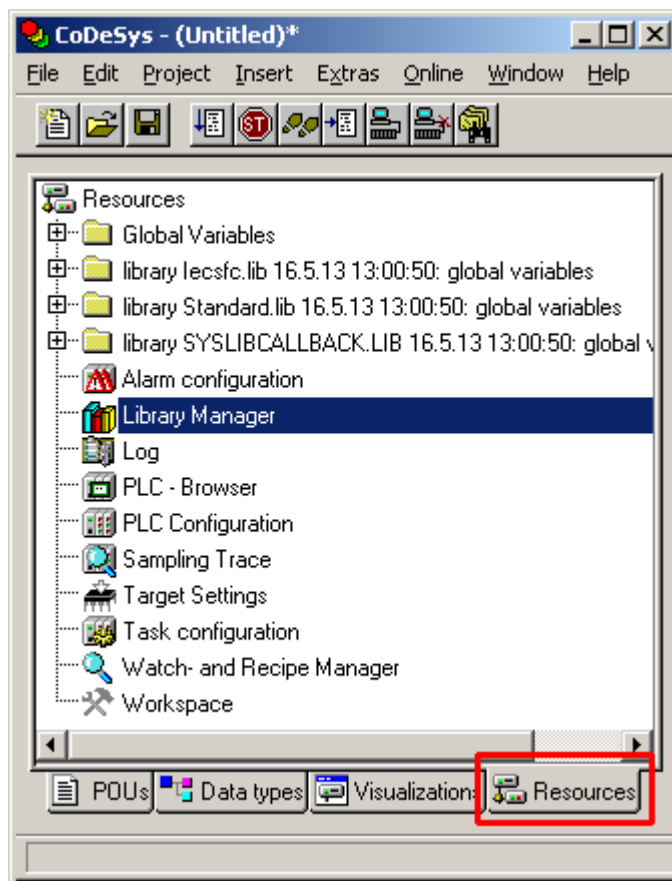 CoDeSys - (Untitled)*
File Edit Project Insert Extras Online Window Help
ST
Resources
Global Variables
library Iecsfc.lib 16.5.13 13:00:50: global variables
library Standard.lib 16.5.13 13:00:50: global variables
library SYSLIBCALLBACK.LIB 16.5.13 13:00:50: global v
Alarm configuration
Library Manager
Log
PLC - Browser
PLC Configuration
Sampling Trace
Target Settings
Task configuration
Watch- and Recipe Manager
Workspace
POUs Data types Visualizations Resources